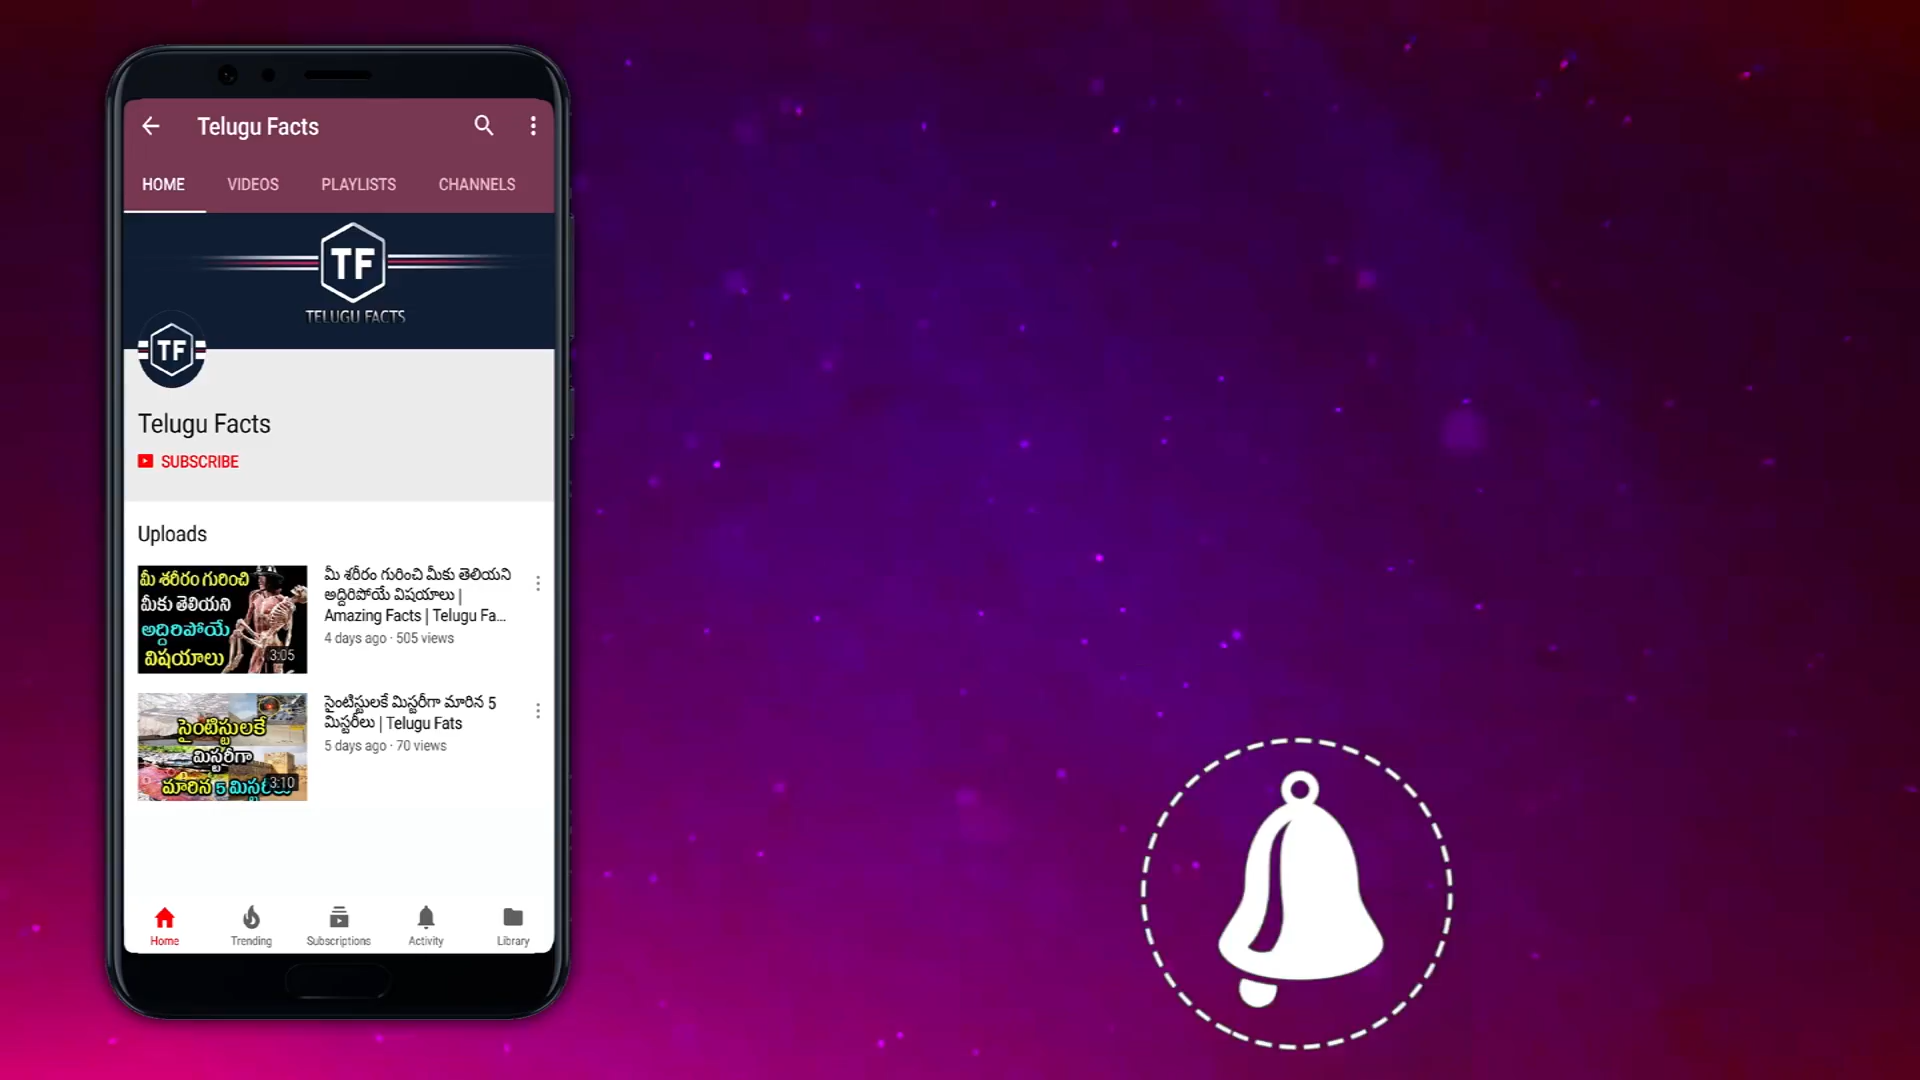 Telugu Facts
HOME VIDEOS PLAYLISTS CHANNELS
TF
TELUGU FACTS
TF
Telugu Facts
SUBSCRIBE
Uploads
మీ శరీరం గురించి
మీకు తెలియని
అద్దిరిపోయే
విషయాలు
3:05
మీ శరీరం గురించి మీకు తెలియని
అద్దిరిపోయే విషయాలు |
Amazing Facts | Telugu Fa...
4 days ago · 505 views
సైంటిస్టులకే
మిస్టరీగా
మారిన 5 మిస్టరీలు
3:10
సైంటిస్టులకే మిస్టరీగా మారిన 5
మిస్టరీలు | Telugu Fats
5 days ago · 70 views
Home Trending Subscriptions Activity Library